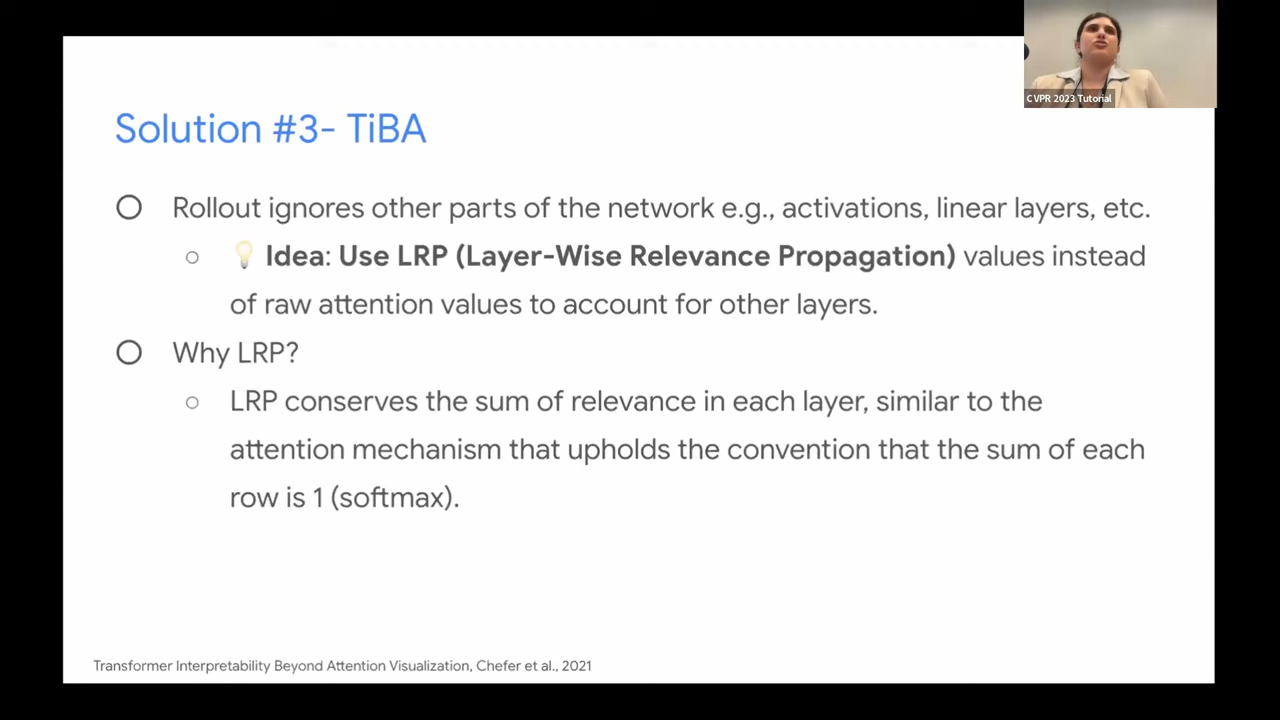 CVPR 2023 Tutorial
Solution #3- TiBA
Rollout ignores other parts of the network e.g., activations, linear layers, etc.
Idea: Use LRP (Layer-Wise Relevance Propagation) values instead
of raw attention values to account for other layers.
Why LRP?
LRP conserves the sum of relevance in each layer, similar to the
attention mechanism that upholds the convention that the sum of each
row is 1 (softmax).
Transformer Interpretability Beyond Attention Visualization, Chefer et al., 2021